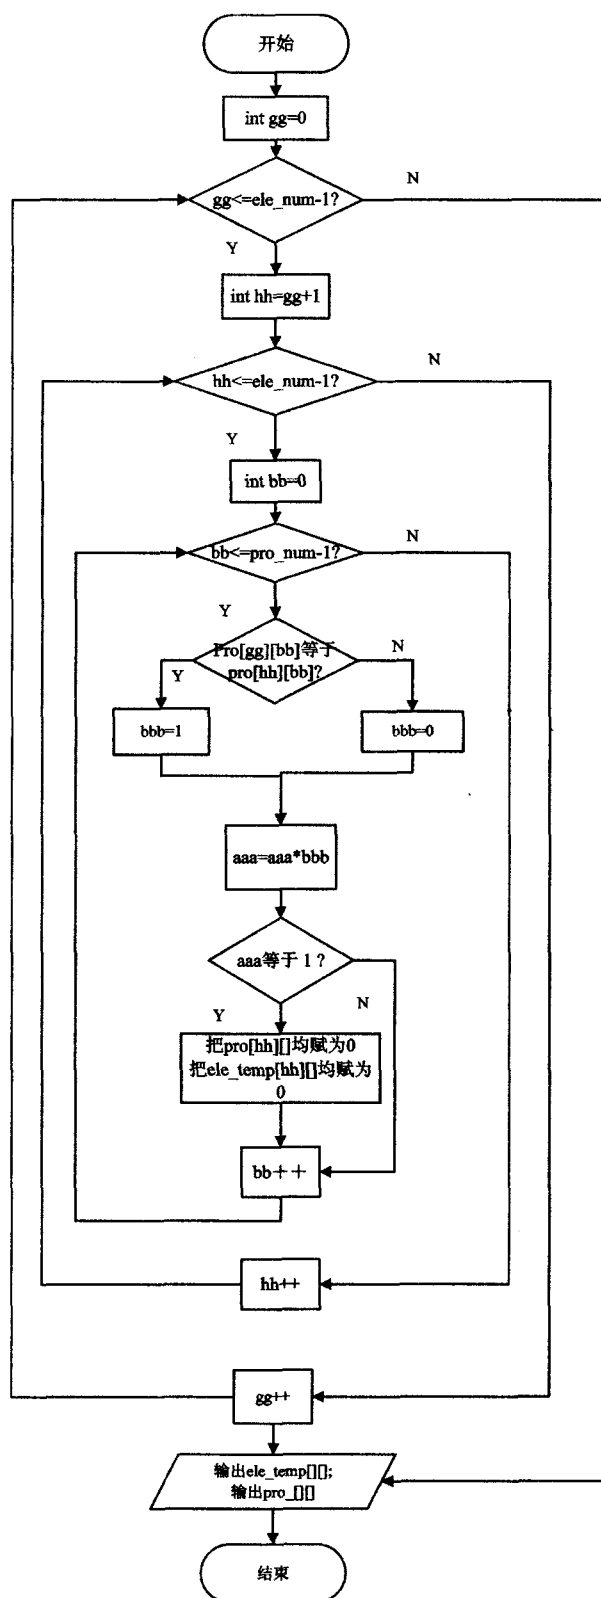 开始
int gg=0
gg<=ele_num-1?
N
Y
int hh=gg+1
hh<=ele_num-1?
N
Y
int bb=0
bb<=pro_num-1?
N
Y
Pro[gg][bb]等于
pro[hh][bb]?
Y
N
bbb=1
bbb=0
aaa=aaa*bbb
aaa等于 1 ?
Y
N
把pro[hh][]均赋为0
把ele_temp[hh][]均赋为
0
bb＋＋
hh++
gg++
输出ele_temp[][];
输出pro_[][]
结束